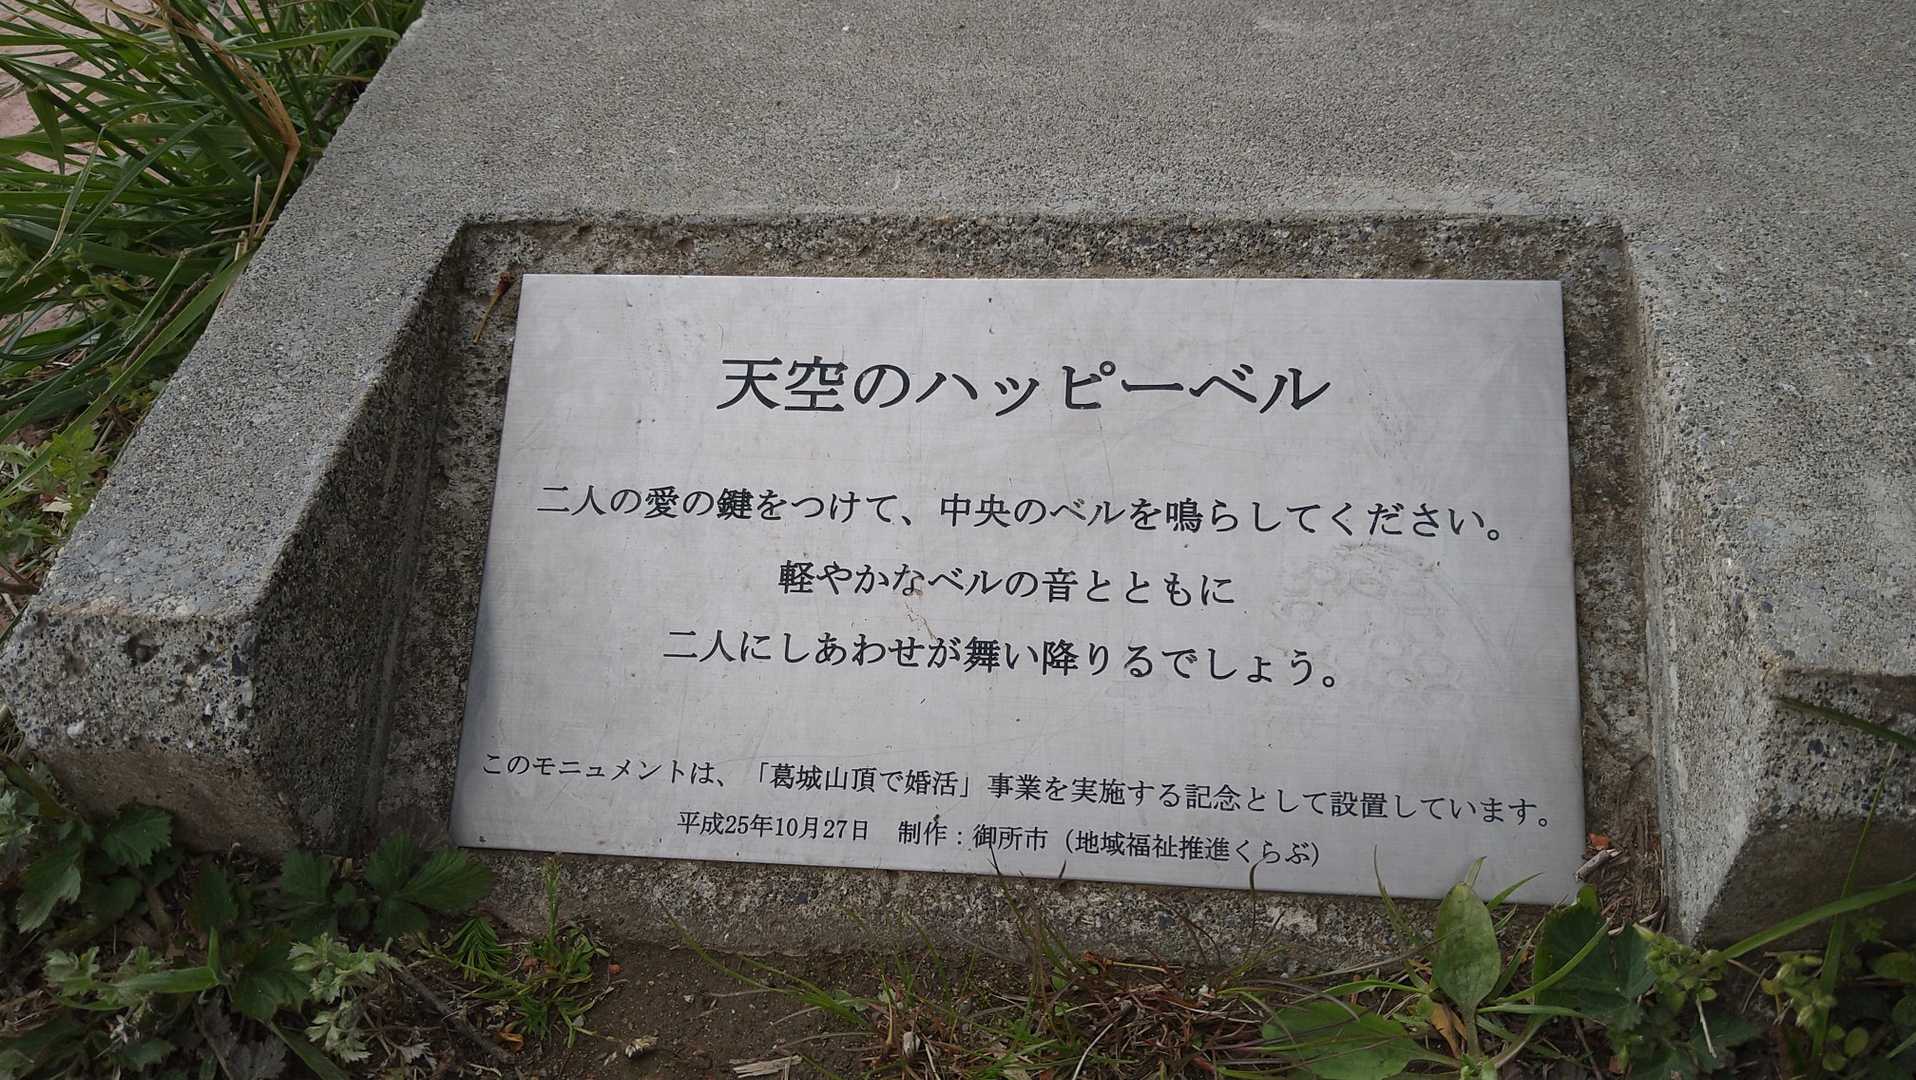 天空のハッピーベル
二人の愛の鍵をつけて、中央のベルを鳴らしてください。
軽やかなベルの音とともに
二人にしあわせが舞い降りるでしょう。
このモニュメントは、「葛城山頂で婚活」事業を実施する記念として設置しています。
平成25年10月27日　制作：御所市（地域福祉推進くらぶ）